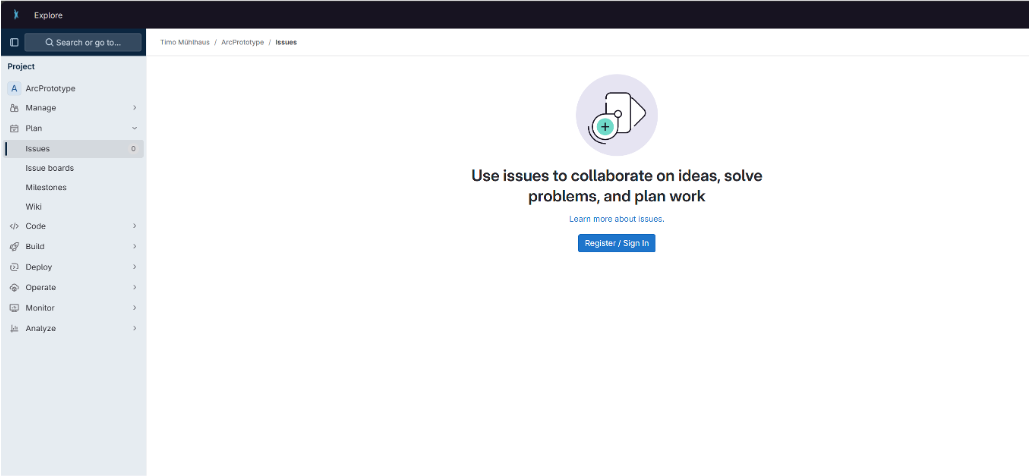 Explore
Search or go to...
Timo Mühlhaus / ArcPrototype / Issues
Project
A ArcPrototype
Manage
Plan
Issues 0
Issue boards
Milestones
Wiki
Code
Build
Deploy
Operate
Monitor
Analyze
Use issues to collaborate on ideas, solve
problems, and plan work
Learn more about issues.
Register / Sign In